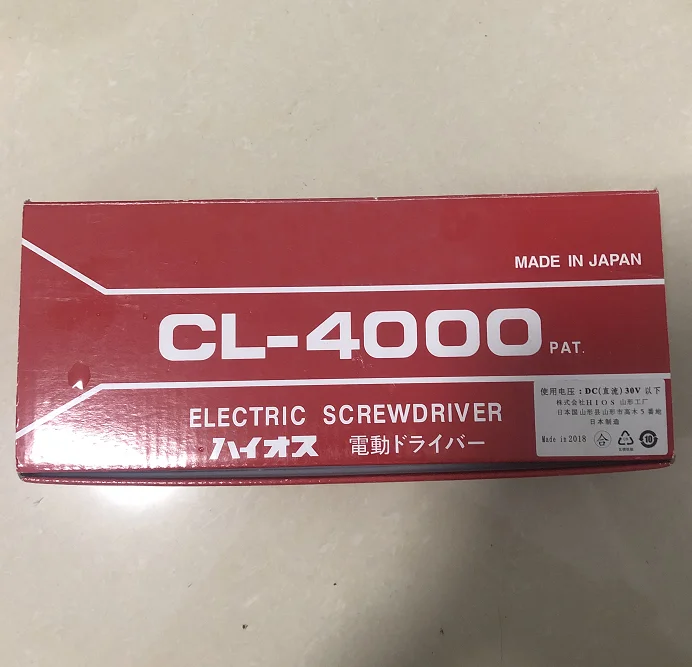 MADE IN JAPAN
CL-4000 PAT.
ELECTRIC SCREWDRIVER
ハイオス 電動ドライバー
使用电压：DC(直流) 30V 以下
株式会社HIOS 山形工厂
日本国山形县山形市高木5番地
日本制造
Made in 2018 合 10